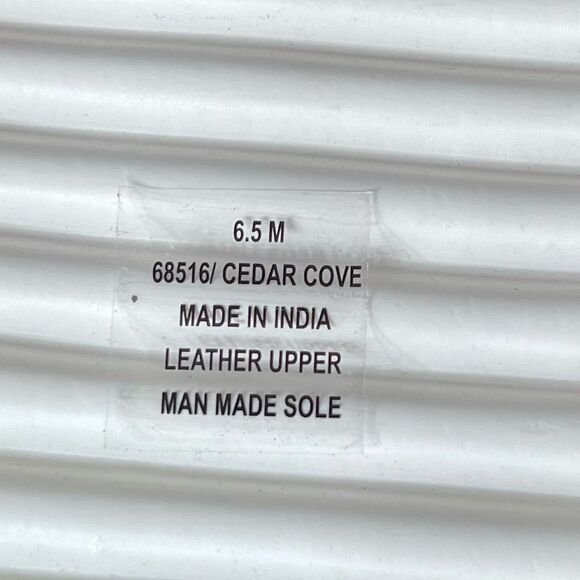 6.5 M
68516/ CEDAR COVE
MADE IN INDIA
LEATHER UPPER
MAN MADE SOLE